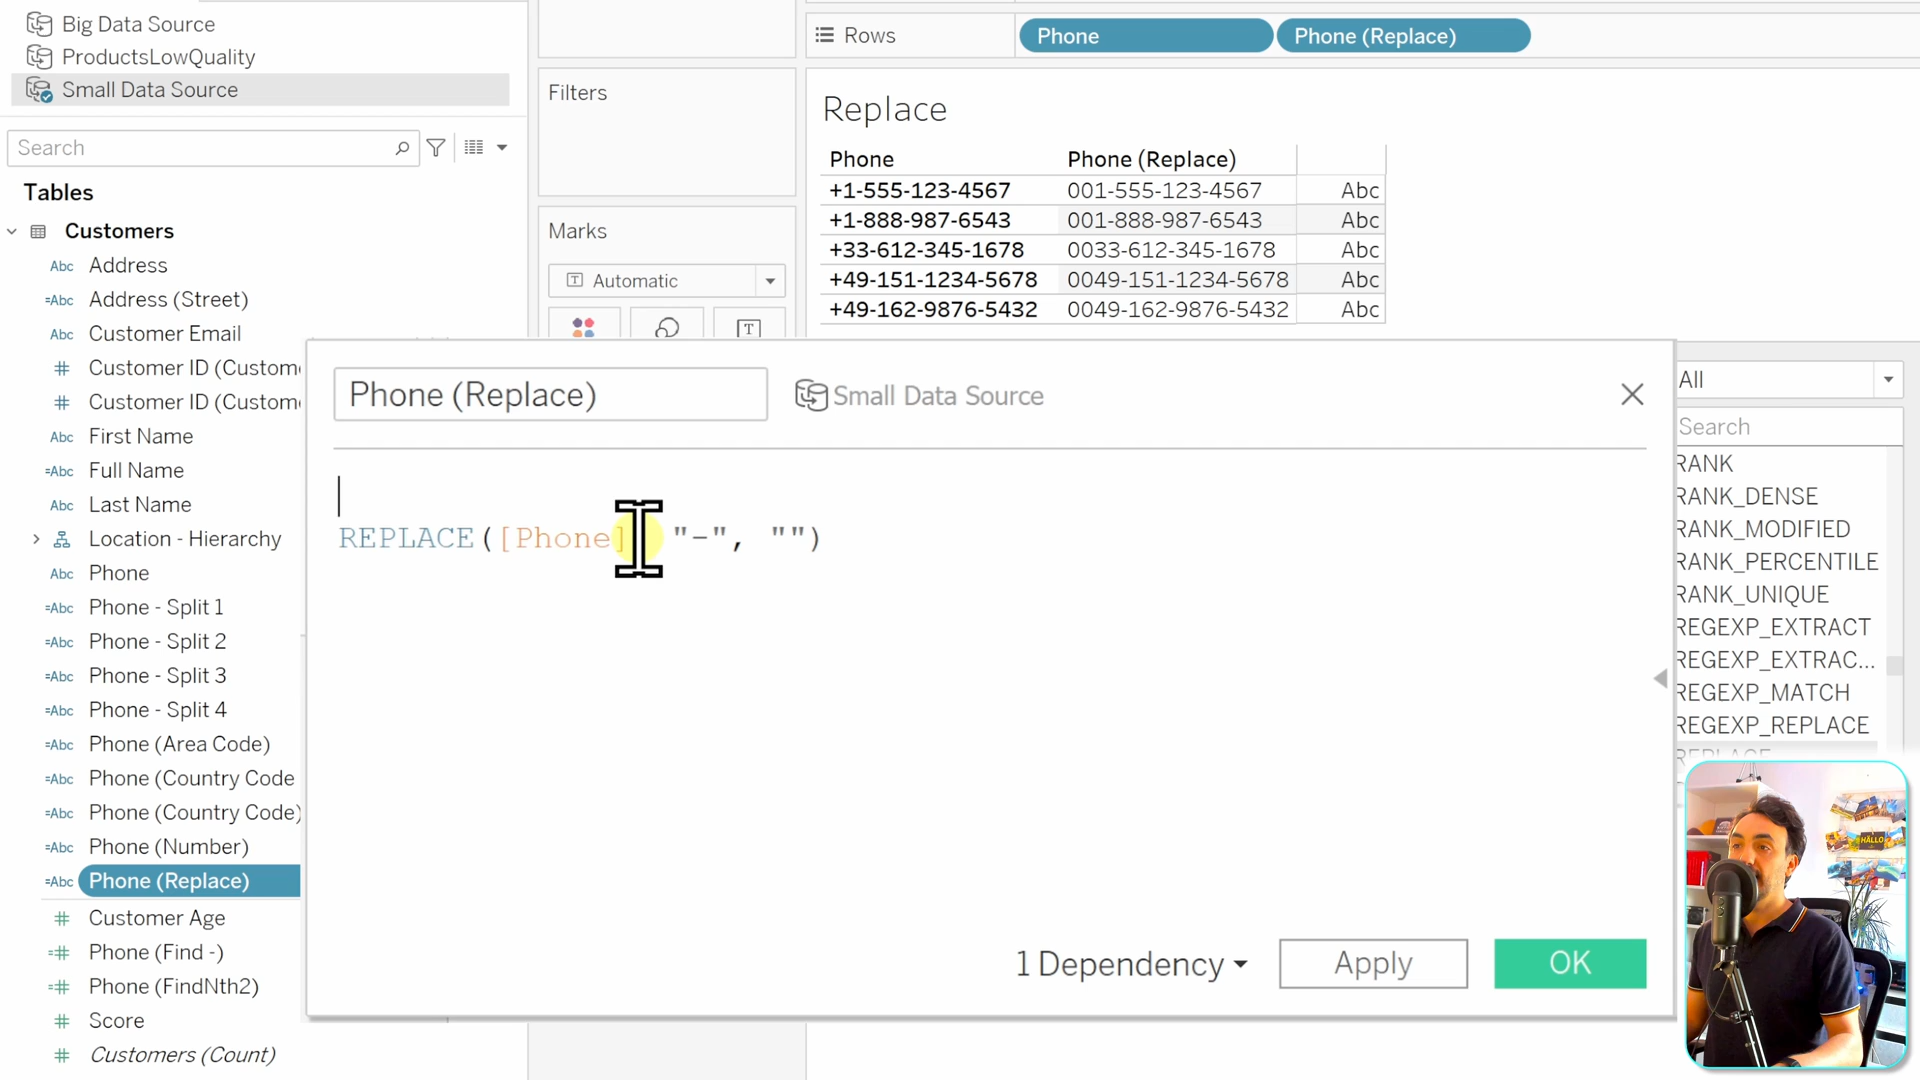 Big Data Source
ProductsLowQuality
Small Data Source
Search
Tables
Customers
Abc Address
=Abc Address (Street)
Abc Customer Email
# Customer ID (Custom
# Customer ID (Custome
Abc First Name
=Abc Full Name
Abc Last Name
Location - Hierarchy
Abc Phone
=Abc Phone - Split 1
=Abc Phone - Split 2
=Abc Phone - Split 3
=Abc Phone - Split 4
=Abc Phone (Area Code)
=Abc Phone (Country Code
=Abc Phone (Country Code)
=Abc Phone (Number)
=Abc Phone (Replace)
# Customer Age
=# Phone (Find -)
=# Phone (FindNth2)
# Score
# Customers (Count)
Filters
Marks
Automatic
Rows Phone Phone (Replace)
Replace
Phone Phone (Replace)
+1-555-123-4567 001-555-123-4567 Abc
+1-888-987-6543 001-888-987-6543 Abc
+33-612-345-1678 0033-612-345-1678 Abc
+49-151-1234-5678 0049-151-1234-5678 Abc
+49-162-9876-5432 0049-162-9876-5432 Abc
Phone (Replace) Small Data Source
REPLACE([Phone] "-", "")
1 Dependency Apply OK
All
Search
RANK
RANK_DENSE
RANK_MODIFIED
RANK_PERCENTILE
RANK_UNIQUE
REGEXP_EXTRACT
REGEXP_EXTRAC...
REGEXP_MATCH
REGEXP_REPLACE
REPLACE
HALLO